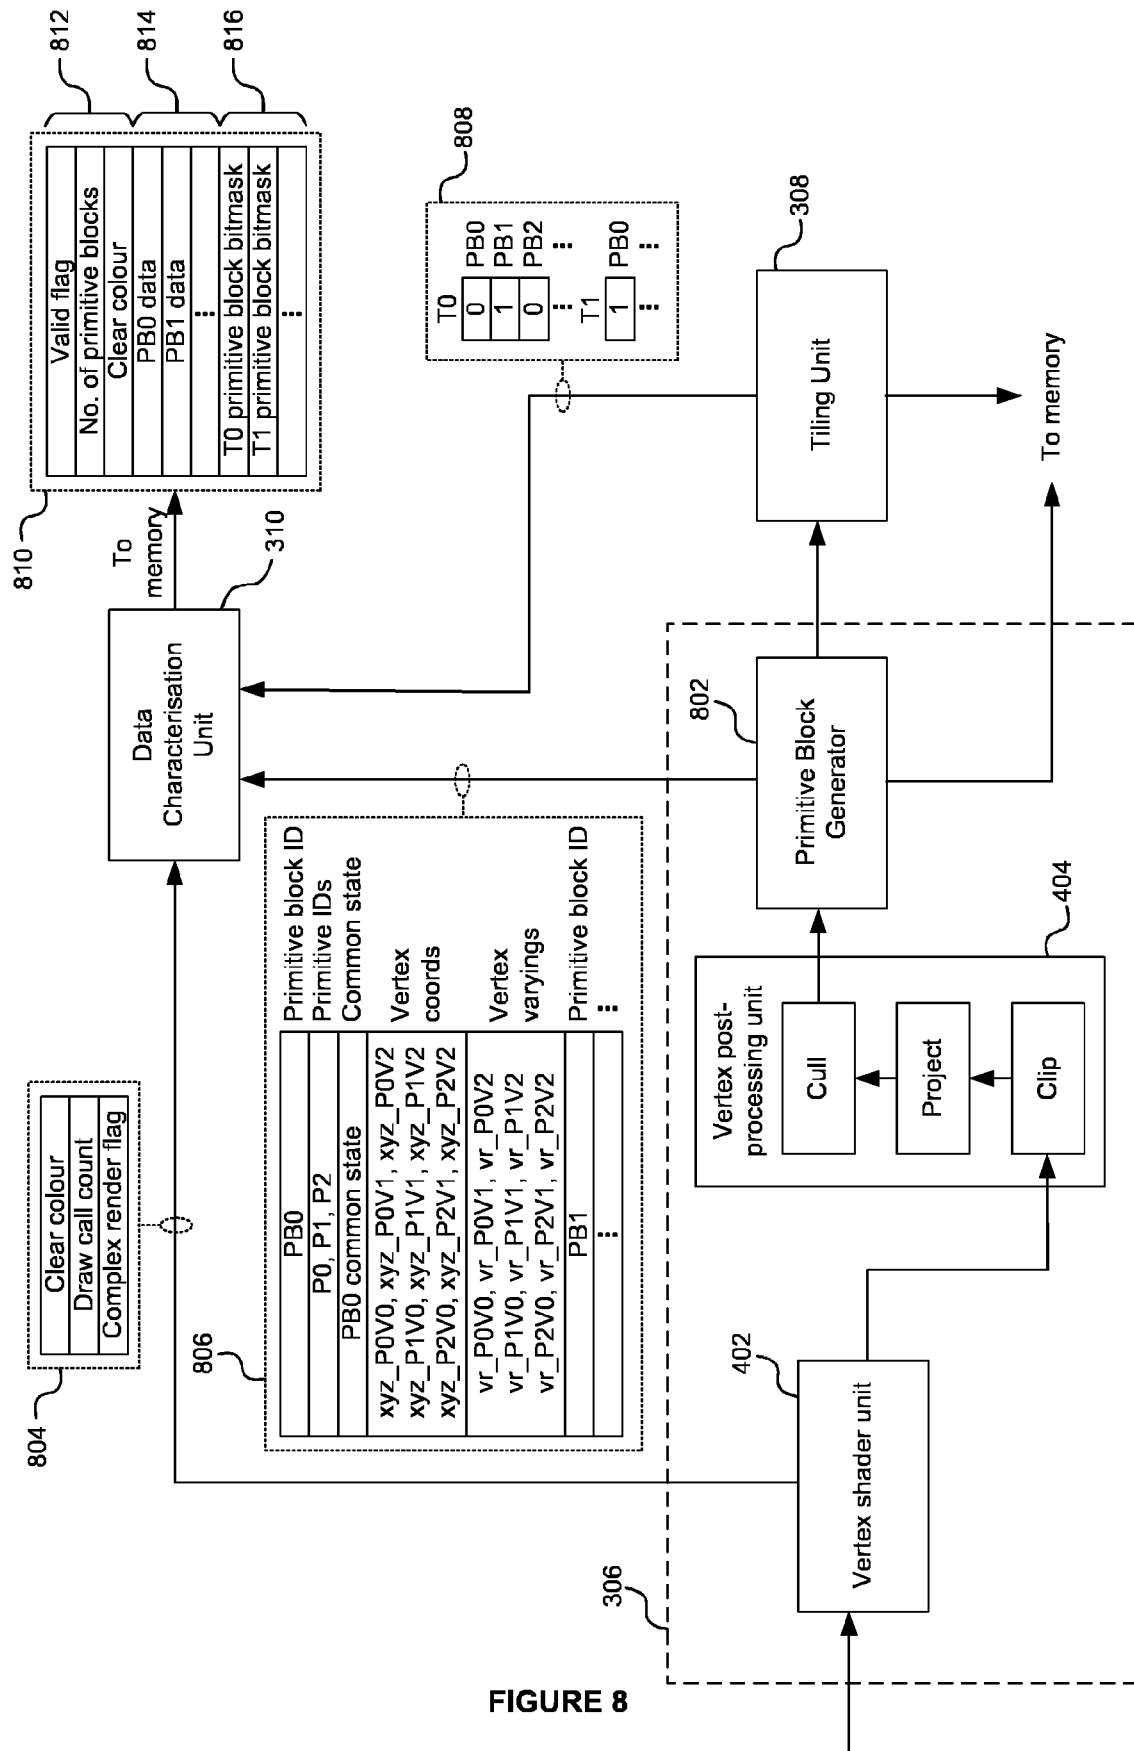 804
Clear colour
Draw call count
Complex render flag
810
Valid flag
No. of primitive blocks
Clear colour
PB0 data
PB1 data
...
T0 primitive block bitmask
T1 primitive block bitmask
...
812
814
816
Data
Characterisation
Unit
310
To
memory
806
PB0
Primitive block ID
P0, P1, P2
Primitive IDs
PB0 common state
Common state
xyz_P0V0, xyz_P0V1, xyz_P0V2
xyz_P1V0, xyz_P1V1, xyz_P1V2
xyz_P2V0, xyz_P2V1, xyz_P2V2
Vertex
coords
vr_P0V0, vr_P0V1, vr_P0V2
vr_P1V0, vr_P1V1, vr_P1V2
vr_P2V0, vr_P2V1, vr_P2V2
Vertex
varyings
PB1
Primitive block ID
...
...
808
T0
0 PB0
1 PB1
0 PB2
... ...
T1
1 PB0
... ...
306
402
Vertex shader unit
Vertex post-
processing unit
Cull
Project
Clip
404
802
Primitive Block
Generator
308
Tiling Unit
To memory
FIGURE 8